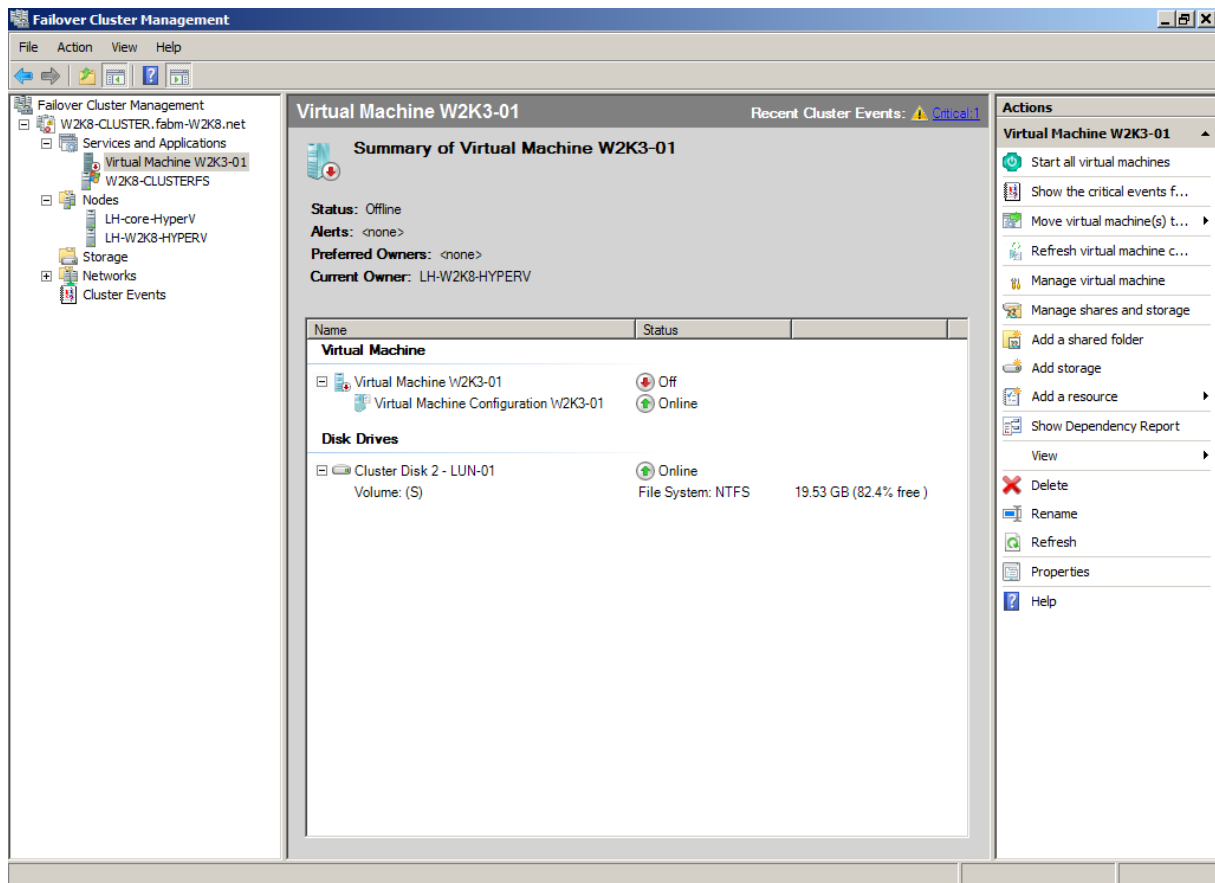 Failover Cluster Management
File Action View Help
Failover Cluster Management
W2K8-CLUSTER.fabm-W2K8.net
Services and Applications
Virtual Machine W2K3-01
W2K8-CLUSTERFS
Nodes
LH-core-HyperV
LH-W2K8-HYPERV
Storage
Networks
Cluster Events
Virtual Machine W2K3-01 Recent Cluster Events: Critical:1
Summary of Virtual Machine W2K3-01
Status: Offline
Alerts: <none>
Preferred Owners: <none>
Current Owner: LH-W2K8-HYPERV
Name Status
Virtual Machine
Virtual Machine W2K3-01 Off
Virtual Machine Configuration W2K3-01 Online
Disk Drives
Cluster Disk 2 - LUN-01 Online
Volume: (S) File System: NTFS 19.53 GB (82.4% free )
Actions
Virtual Machine W2K3-01
Start all virtual machines
Show the critical events f...
Move virtual machine(s) t...
Refresh virtual machine c...
Manage virtual machine
Manage shares and storage
Add a shared folder
Add storage
Add a resource
Show Dependency Report
View
Delete
Rename
Refresh
Properties
Help